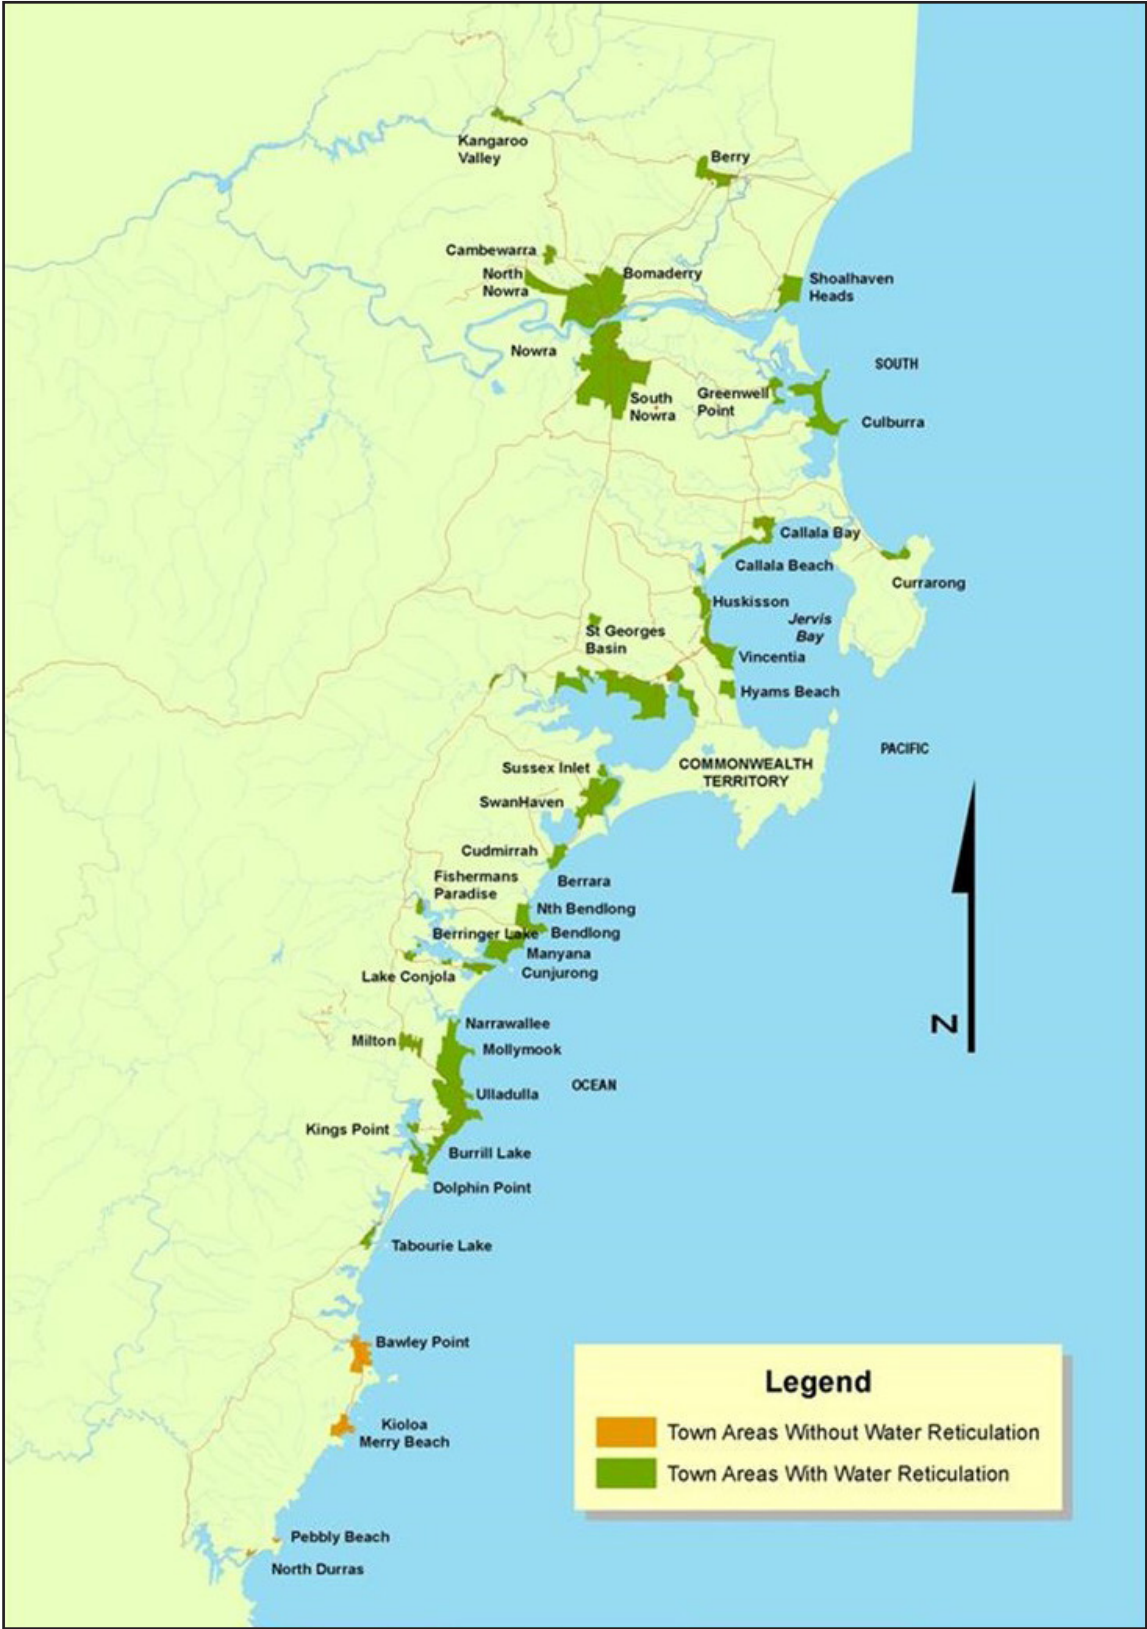 Kangaroo
Valley
Berry
Cambewarra
North
Nowra
Bomaderry
Shoalhaven
Heads
Nowra
SOUTH
South
Nowra
Greenwell
Point
Culburra
Callala Bay
Callala Beach
Currarong
Huskisson
Jervis
Bay
St Georges
Basin
Vincentia
Hyams Beach
PACIFIC
COMMONWEALTH
TERRITORY
Sussex Inlet
SwanHaven
Cudmirrah
Berrara
Fishermans
Paradise
Nth Bendlong
Berringer Lake
Bendlong
Manyana
Cunjurong
Lake Conjola
Narrawallee
Milton
Mollymook
OCEAN
Ulladulla
Kings Point
Burrill Lake
Dolphin Point
Tabourie Lake
Bawley Point
Kioloa
Merry Beach
Pebbly Beach
North Durras
N
Legend
Town Areas Without Water Reticulation
Town Areas With Water Reticulation